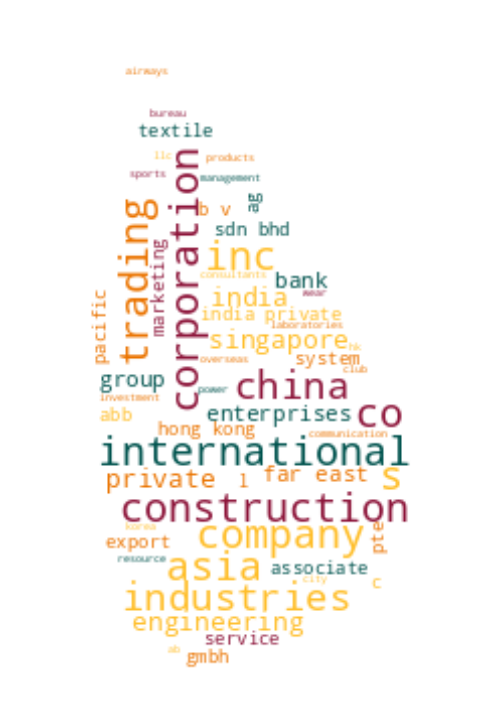 airways
bureau
textile
llc
products
sports
management
ag
b v
trading
corporation
marketing
sdn bhd
inc
consultants
bank
pacific
india
wear
india private
laboratories
singapore
hk
overseas
system
club
group
power
china
investment
abb
enterprises
co
hong kong
communication
international
private
l
far east
s
construction
korea
company
pte
export
resource
asia
associate
city
c
industries
engineering
service
ab
gmbh